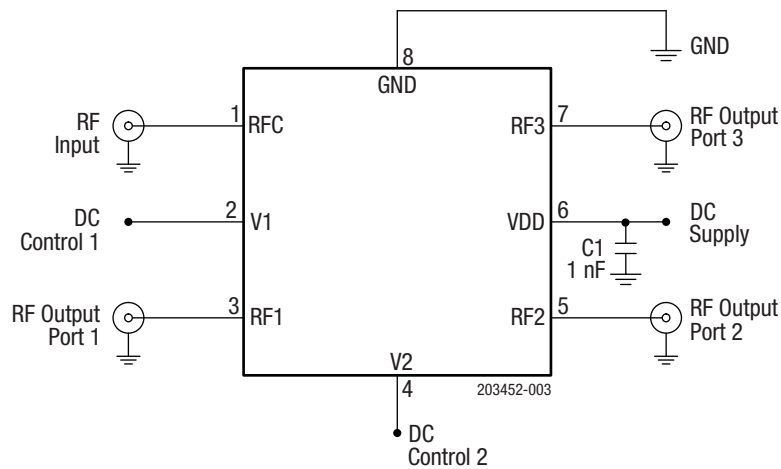 8
GND
GND
RF
Input
1
RFC
7
RF3
RF Output
Port 3
DC
Control 1
2
V1
6
VDD
C1
1 nF
DC
Supply
RF Output
Port 1
3
RF1
5
RF2
RF Output
Port 2
V2
4
203452-003
DC
Control 2